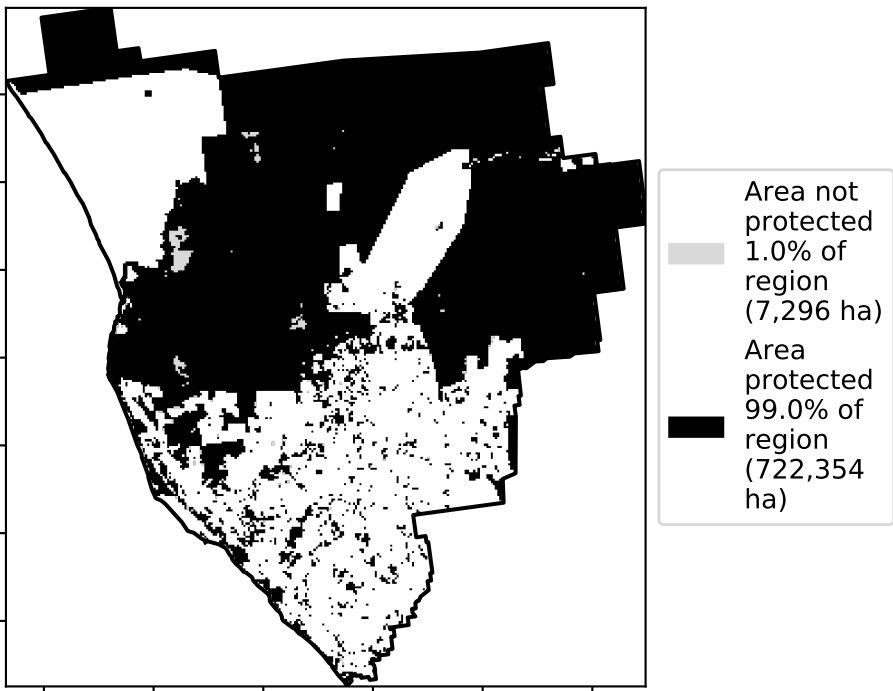 Area not
protected
1.0% of
region
(7,296 ha)
Area
protected
99.0% of
region
(722,354
ha)